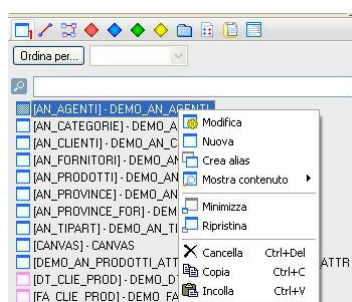 Ordina per...
[AN_AGENTI] - DEMO_AN_AGENTI
[AN_CATEGORIE] - DEMO_A
[AN_CLIENTI] - DEMO_AN_C
[AN_FORNITORI] - DEMO_AN
[AN_PRODOTTI] - DEMO_AN
[AN_PROVINCE] - DEMO_AN
[AN_PROVINCE_FOR] - DEM
[AN_TIPART] - DEMO_AN_TI
[CANVAS] - CANVAS
[DEMO_AN_PRODOTTI_ATT
ATTR
[DT_CLIE_PROD] - DEMO_D
[FA_CLIE_PROD] - DEMO_FA
Modifica
Nuova
Crea alias
Mostra contenuto
Minimizza
Ripristina
Cancella Ctrl+Del
Copia Ctrl+C
Incolla Ctrl+V